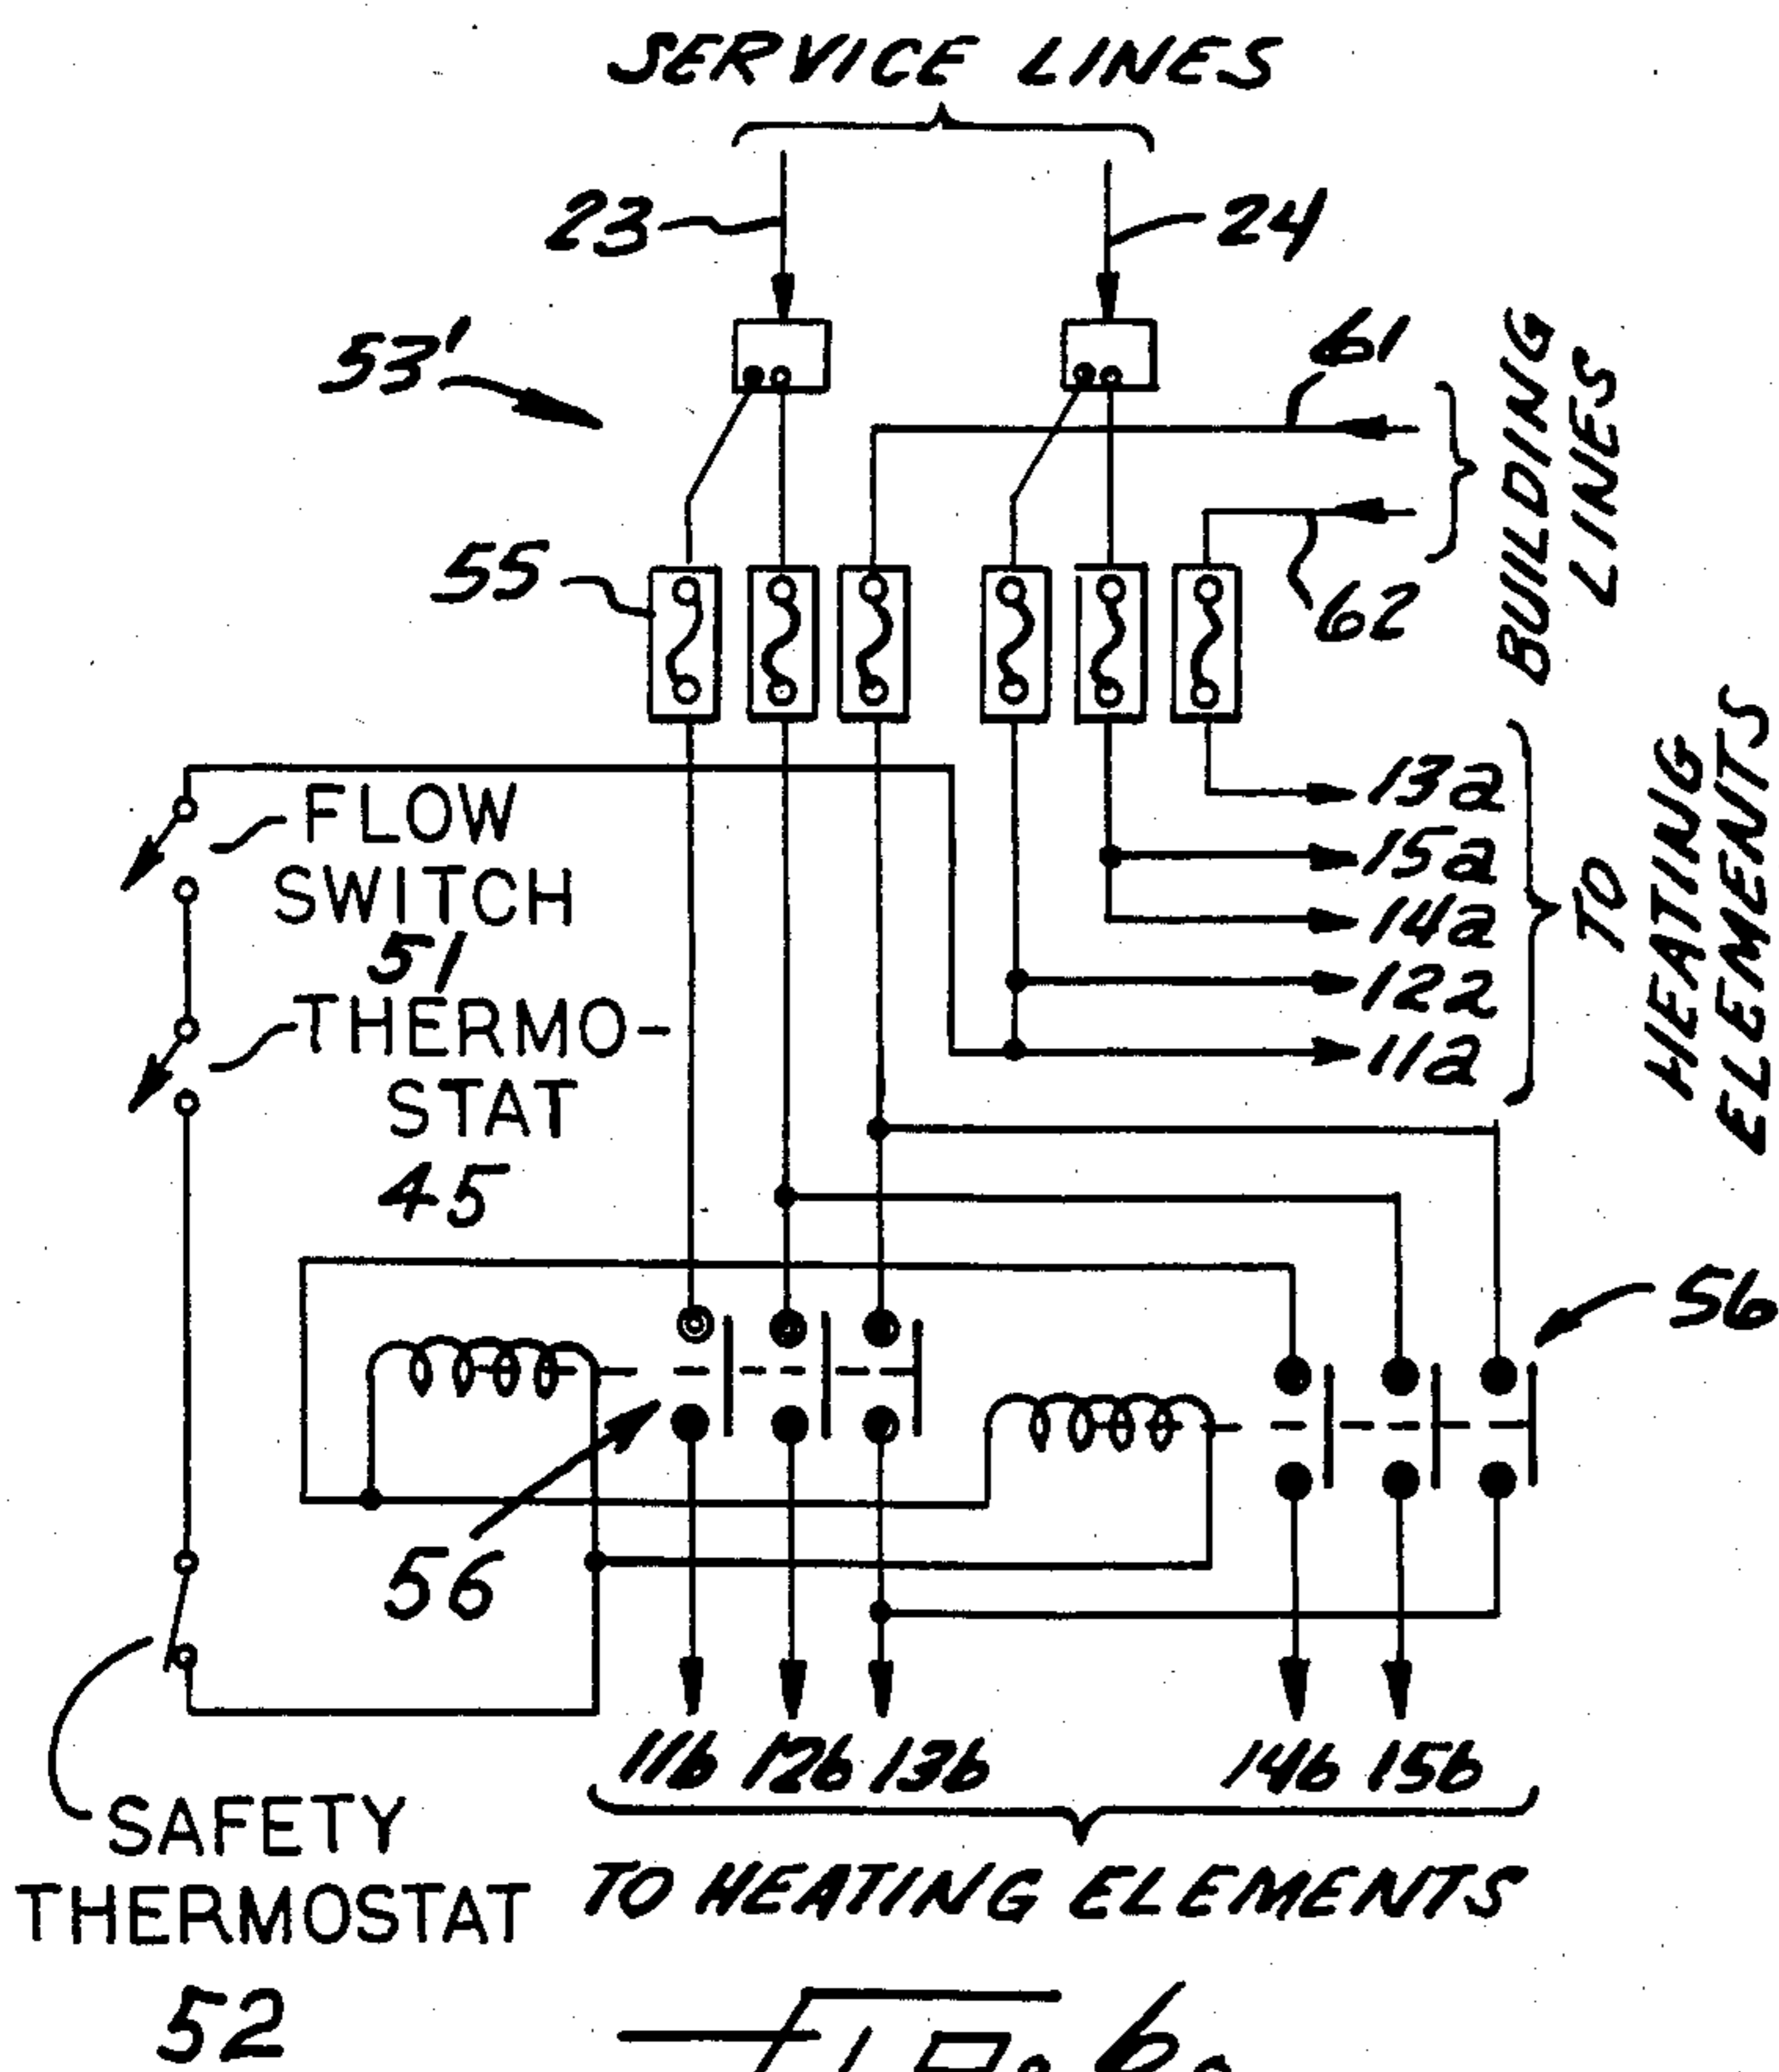 SERVICE LINES
23
24
53'
61
BUILDING
LINES
55
62
FLOW
SWITCH
51
THERMO-
STAT
45
13a
15a
14a
12a
11a
TO
HEATING
ELEMENTS
56
56
11b 12b 13b 14b 15b
SAFETY
THERMOSTAT
52
TO HEATING ELEMENTS